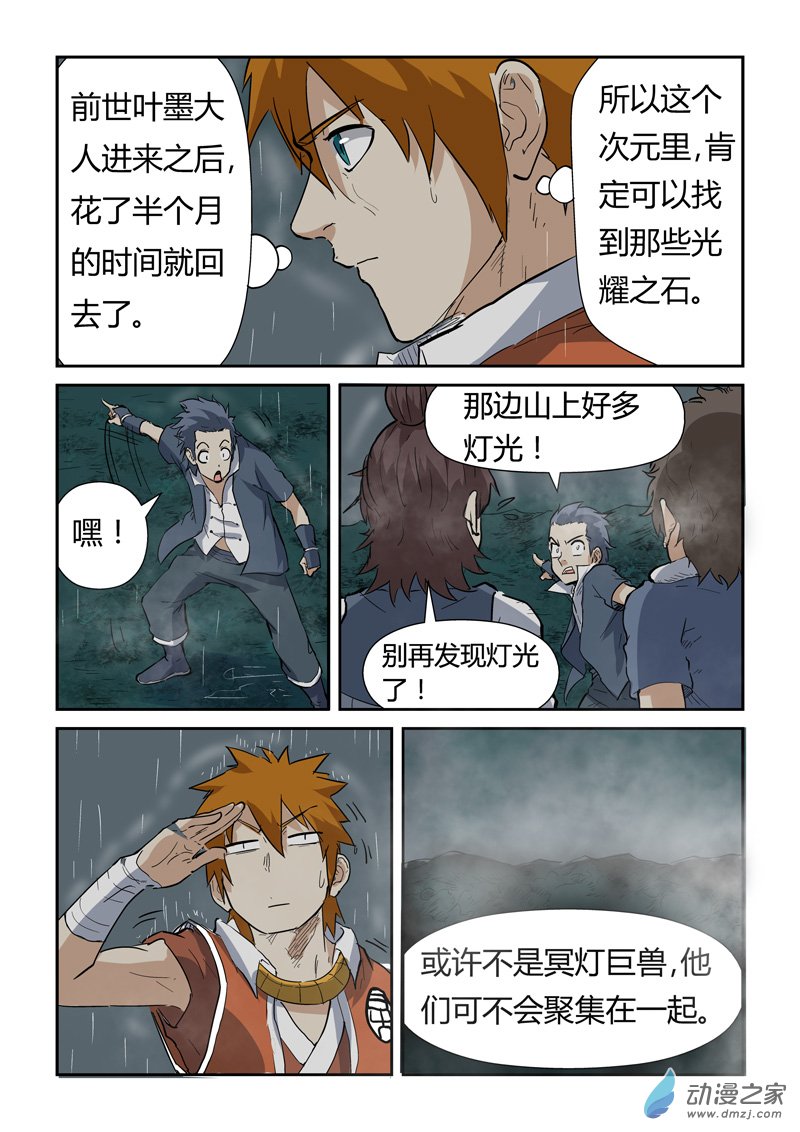 前世叶墨大
人进来之后，
花了半个月
的时间就回
去了。
所以这个
次元里，肯
定可以找
到那些光
耀之石。
嘿！
那边山上好多
灯光！
别再发现灯光
了！
或许不是冥灯巨兽，他
们可不会聚集在一起。
动漫之家
www.dmzj.com